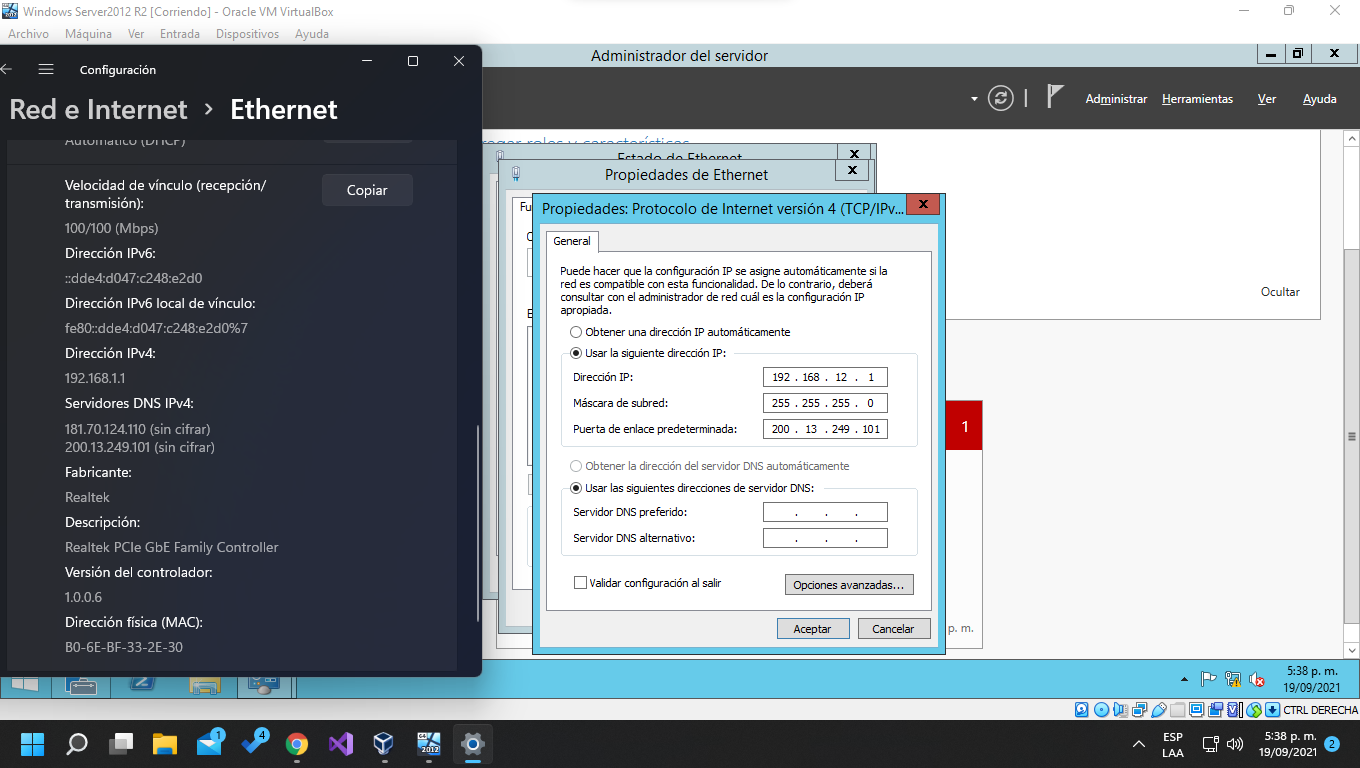 Windows Server2012 R2 [Corriendo] - Oracle VM VirtualBox
Archivo Máquina Ver Entrada Dispositivos Ayuda
Administrador del servidor
Administrar Herramientas Ver Ayuda
Configuración
Red e Internet › Ethernet
Automático (DHCP)
Velocidad de vínculo (recepción/
transmisión):
Copiar
100/100 (Mbps)
Dirección IPv6:
::dde4:d047:c248:e2d0
Dirección IPv6 local de vínculo:
fe80::dde4:d047:c248:e2d0%7
Dirección IPv4:
192.168.1.1
Servidores DNS IPv4:
181.70.124.110 (sin cifrar)
200.13.249.101 (sin cifrar)
Fabricante:
Realtek
Descripción:
Realtek PCIe GbE Family Controller
Versión del controlador:
1.0.0.6
Dirección física (MAC):
B0-6E-BF-33-2E-30
roles y características
Estado de Ethernet
Propiedades de Ethernet
Fu
Propiedades: Protocolo de Internet versión 4 (TCP/IPv...
General
Puede hacer que la configuración IP se asigne automáticamente si la
red es compatible con esta funcionalidad. De lo contrario, deberá
consultar con el administrador de red cuál es la configuración IP
apropiada.
Obtener una dirección IP automáticamente
Usar la siguiente dirección IP:
Dirección IP: 192 . 168 . 12 . 1
Máscara de subred: 255 . 255 . 255 . 0
Puerta de enlace predeterminada: 200 . 13 . 249 . 101
Obtener la dirección del servidor DNS automáticamente
Usar las siguientes direcciones de servidor DNS:
Servidor DNS preferido: . . .
Servidor DNS alternativo: . . .
Validar configuración al salir
Opciones avanzadas...
Aceptar Cancelar
Ocultar
1
p. m.
5:38 p. m.
19/09/2021
CTRL DERECHA
1
4
2012
ESP
LAA
5:38 p. m.
19/09/2021
2